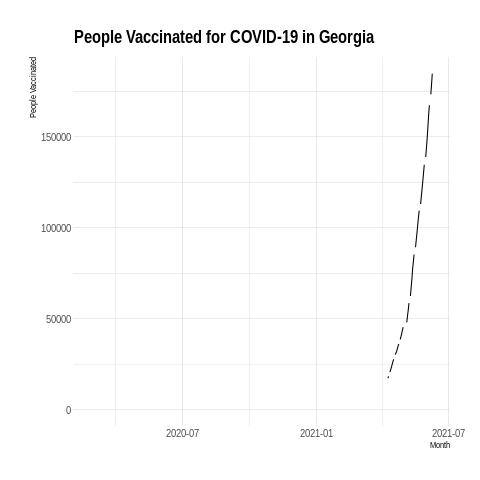 People Vaccinated for COVID-19 in Georgia
People Vaccinated
150000
100000
50000
0
2020-07
2021-01
2021-07
Month